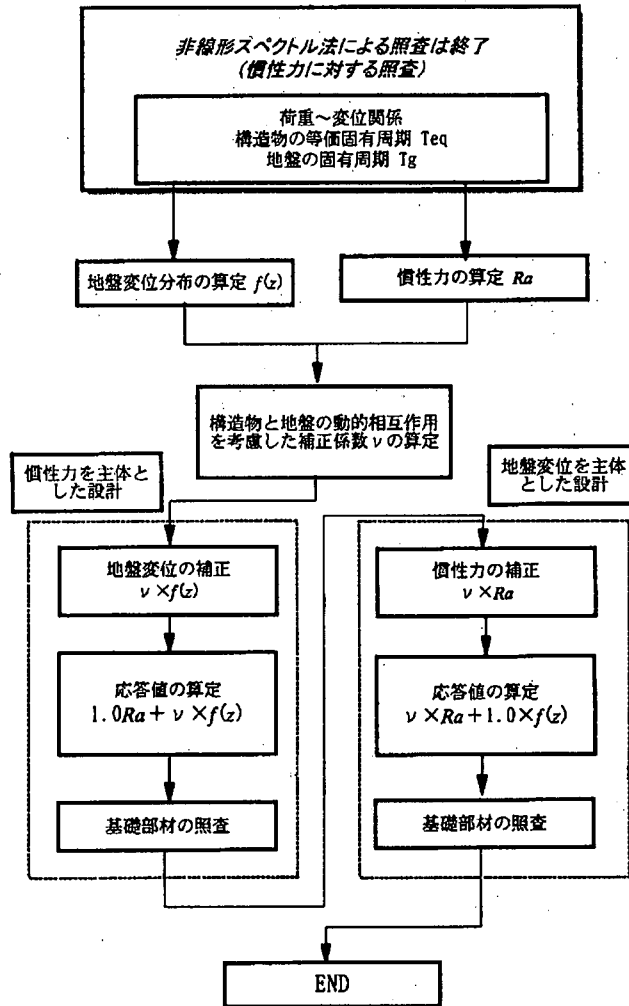 非線形スペクトル法による照査は終了
(慣性力に対する照査)
荷重～変位関係
構造物の等価固有周期 Teq
地盤の固有周期 Tg
地盤変位分布の算定 f(z)
慣性力の算定 Ra
構造物と地盤の動的相互作用
を考慮した補正係数νの算定
慣性力を主体と
した設計
地盤変位を主体
とした設計
地盤変位の補正
ν×f(z)
応答値の算定
1.0Ra+ν×f(z)
基礎部材の照査
慣性力の補正
ν×Ra
応答値の算定
ν×Ra+1.0×f(z)
基礎部材の照査
END